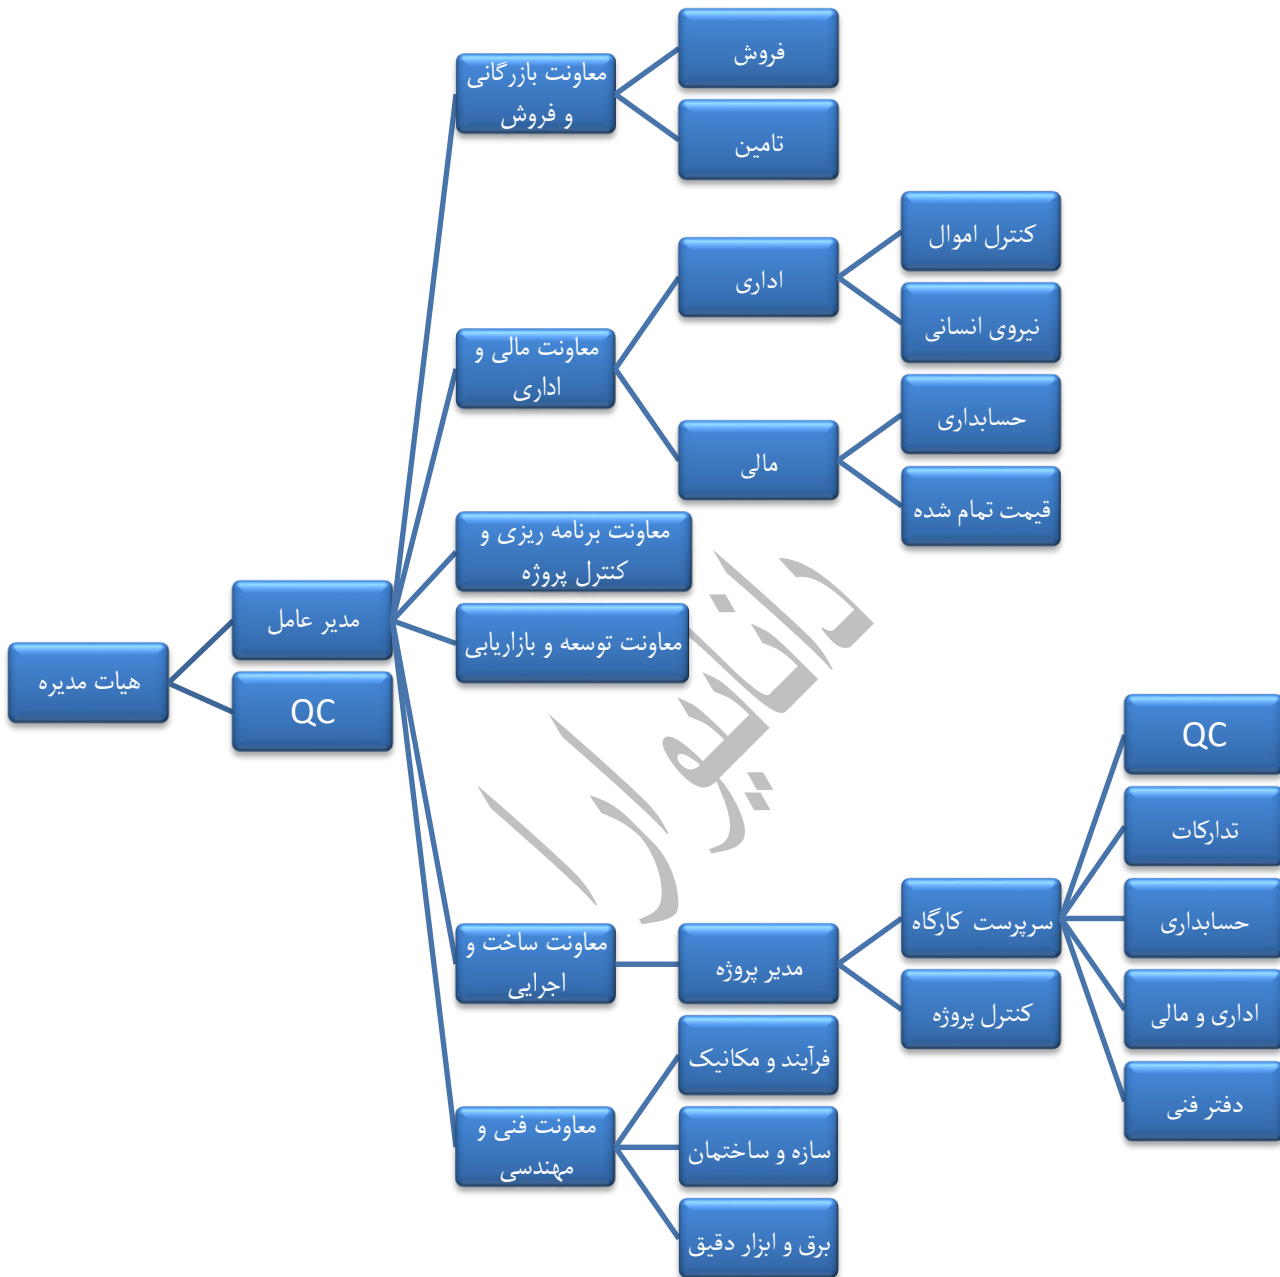 فروش
معاونت بازرگانی
و فروش
تامین
کنترل اموال
اداری
نیروی انسانی
معاونت مالی و
اداری
حسابداری
مالی
قیمت تمام شده
معاونت برنامه ریزی و
کنترل پروژه
مدیر عامل
معاونت توسعه و بازاریابی
هیات مدیره
QC
QC
تدارکات
سرپرست کارگاه
حسابداری
معاونت ساخت و
اجرایی
مدیر پروژه
کنترل پروژه
اداری و مالی
فرآیند و مکانیک
دفتر فنی
معاونت فنی و
مهندسی
سازه و ساختمان
برق و ابزار دقیق
داناپورا